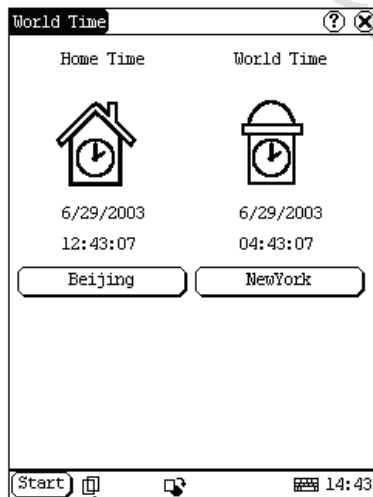 World Time ?
Home Time World Time
6/29/2003 6/29/2003
12:43:07 04:43:07
Beijing NewYork
Start 14:43